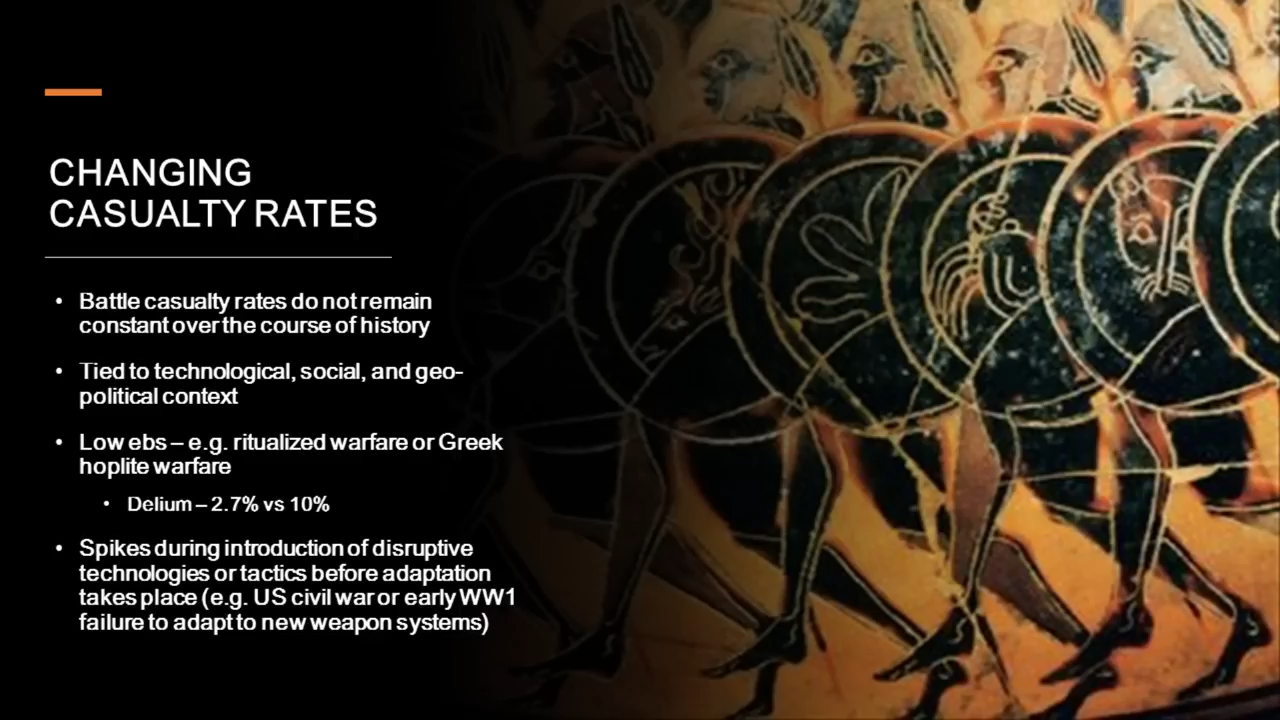 CHANGING
CASUALTY RATES
• Battle casualty rates do not remain
constant over the course of history
• Tied to technological, social, and geo-
political context
• Low ebs – e.g. ritualized warfare or Greek
hoplite warfare
• Delium – 2.7% vs 10%
• Spikes during introduction of disruptive
technologies or tactics before adaptation
takes place (e.g. US civil war or early WW1
failure to adapt to new weapon systems)